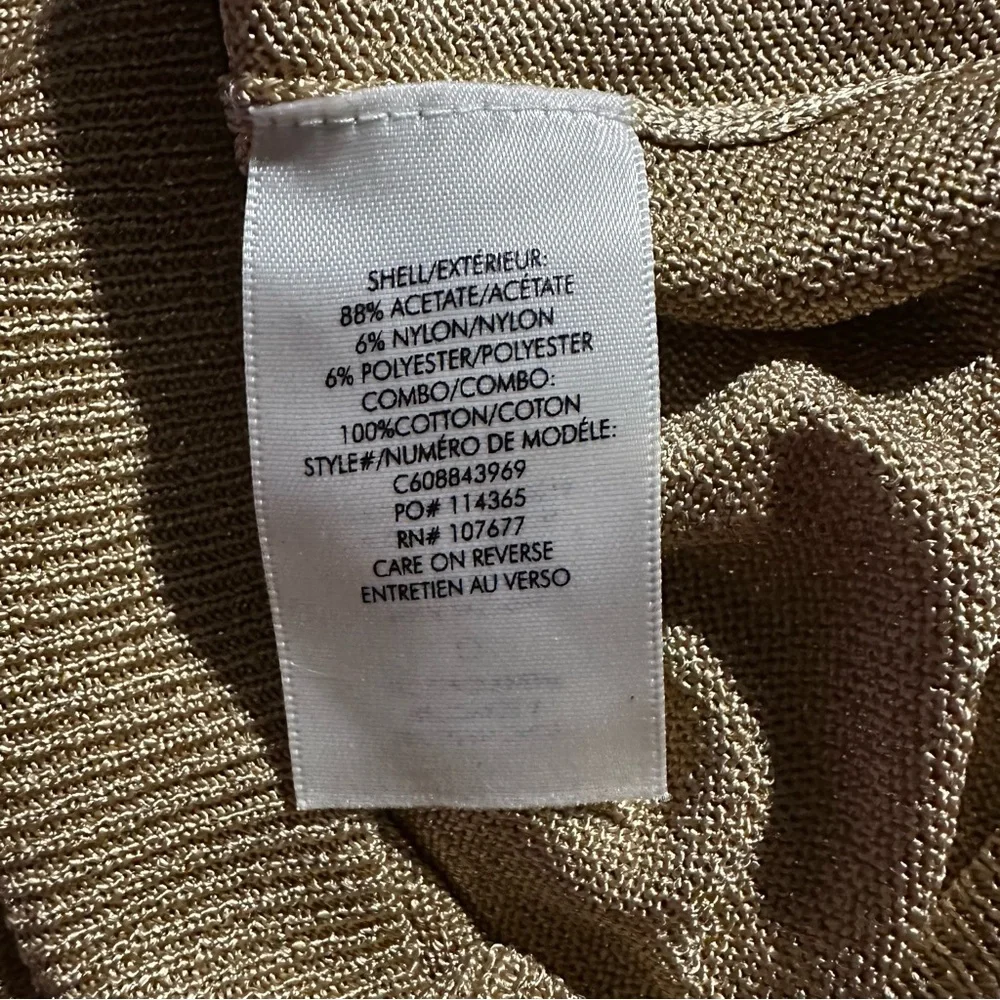 SHELL/EXTÉRIEUR:
88% ACETATE/ACÉTATE
6% NYLON/NYLON
6% POLYESTER/POLYESTER
COMBO/COMBO:
100%COTTON/COTON
STYLE#/NUMÉRO DE MODÉLE:
C608843969
PO# 114365
RN# 107677
CARE ON REVERSE
ENTRETIEN AU VERSO